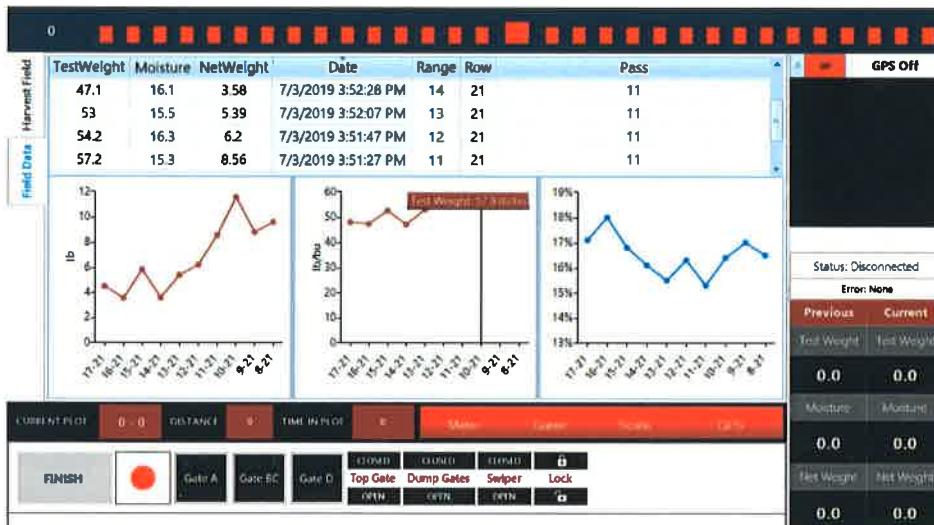 0
Harvest Field
Field Data
TestWeight Moisture NetWeight Date Range Row Pass
47.1 16.1 3.58 7/3/2019 3:52:28 PM 14 21 11
53 15.5 5.39 7/3/2019 3:52:07 PM 13 21 11
54.2 16.3 6.2 7/3/2019 3:51:47 PM 12 21 11
57.2 15.3 8.56 7/3/2019 3:51:27 PM 11 21 11
GPS Off
lb
12
10
8
6
4
2
0
17-21 16-21 15-21 14-21 13-21 12-21 11-21 10-21 9-21 8-21
lb/bu
60
50
40
30
20
10
0
17-21 16-21 15-21 14-21 13-21 12-21 11-21 10-21 9-21 8-21
19%
18%
17%
16%
15%
14%
13%
17-21 16-21 15-21 14-21 13-21 12-21 11-21 10-21 9-21 8-21
Status: Disconnected
Error: None
Previous Current
Test Weight Test Weight
0.0 0.0
Moisture Moisture
0.0 0.0
Net Weight Net Weight
0.0 0.0
CURRENT PLOT 0 - 0 DISTANCE 0 TIME IN PLOT 0
FINISH
Gate A Gate BC Gate D
CLOSED CLOSED CLOSED
Top Gate Dump Gates Swiper Lock
OPEN OPEN OPEN